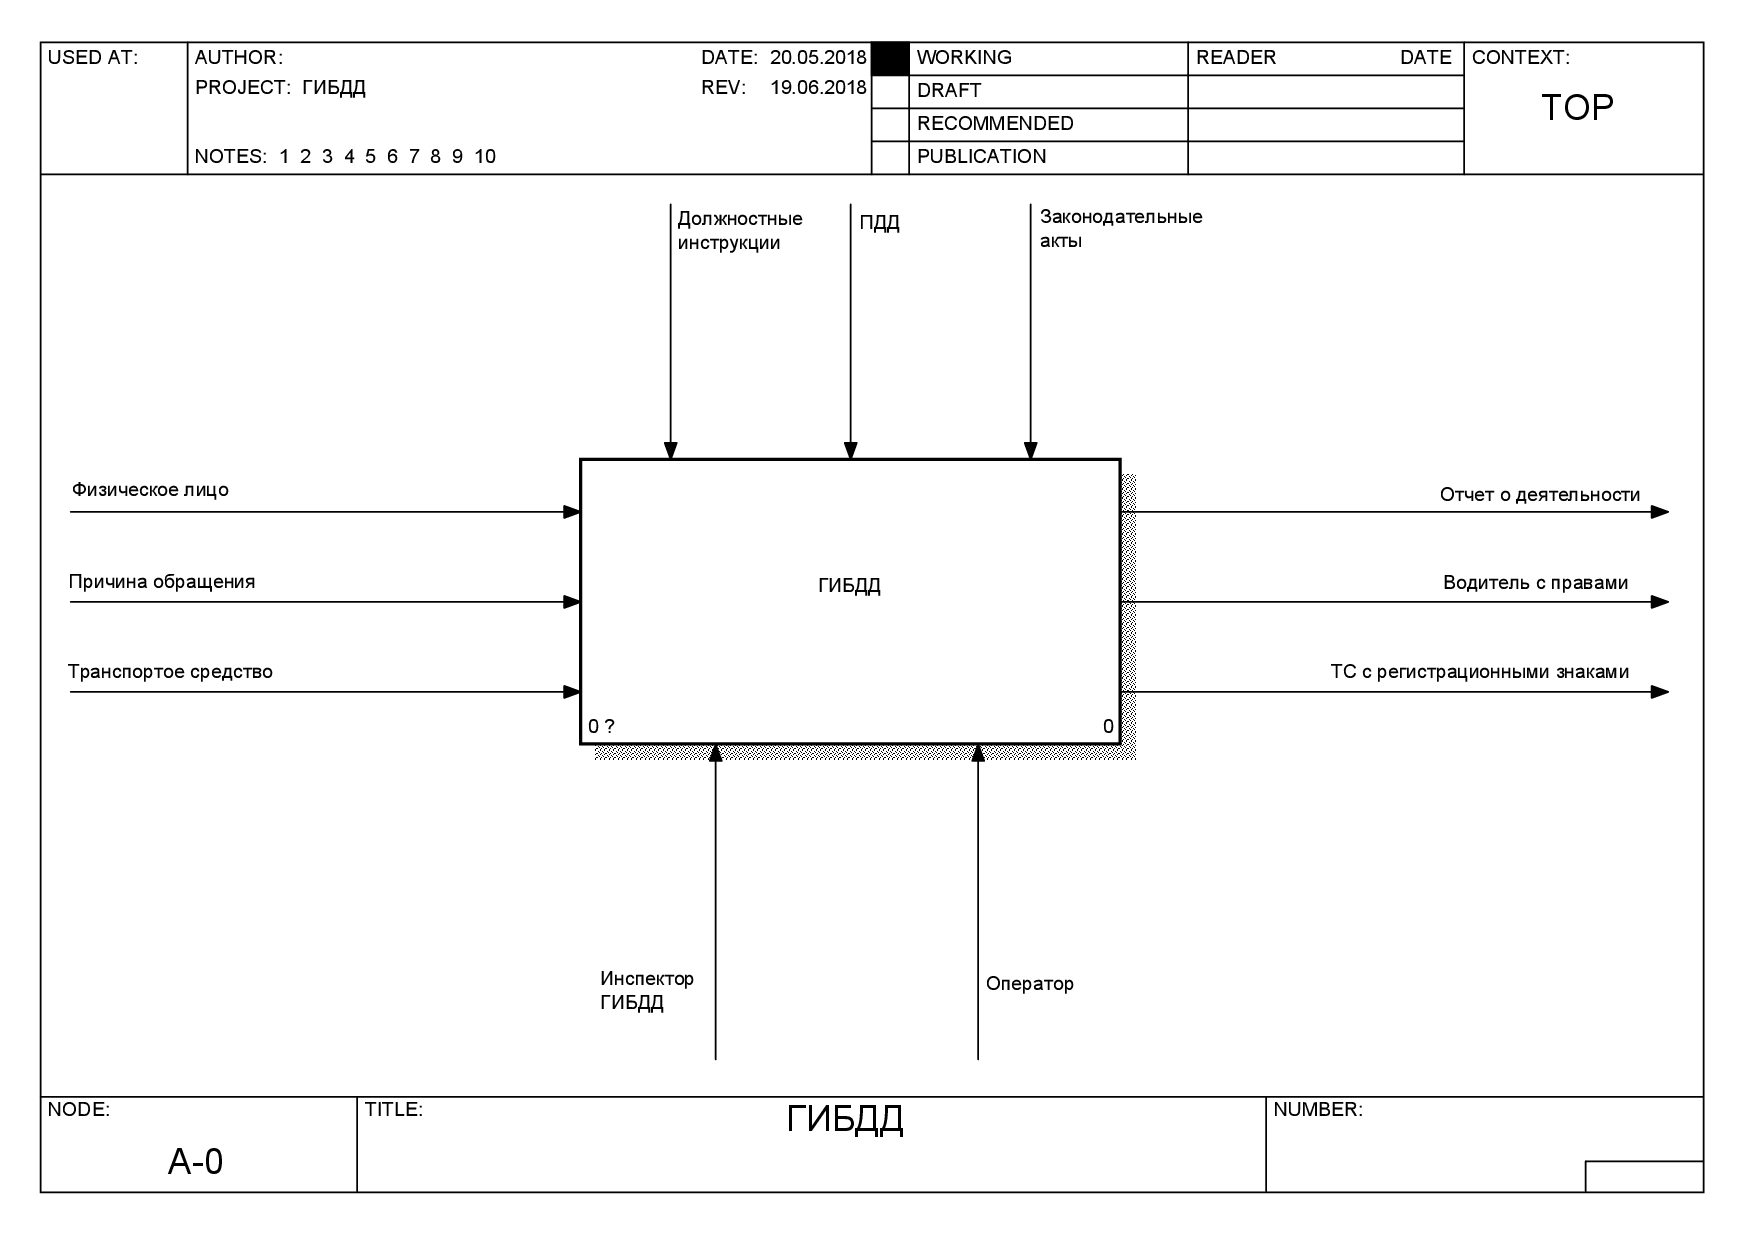 USED AT:
AUTHOR:
DATE: 20.05.2018
PROJECT: ГИБДД
REV: 19.06.2018
NOTES: 1 2 3 4 5 6 7 8 9 10
WORKING
DRAFT
RECOMMENDED
PUBLICATION
READER
DATE
CONTEXT:
TOP
Должностные
инструкции
ПДД
Законодательные
акты
Физическое лицо
Причина обращения
Транспортое средство
ГИБДД
0 ?
0
Отчет о деятельности
Водитель с правами
ТС с регистрационными знаками
Инспектор
ГИБДД
Оператор
NODE:
A-0
TITLE:
ГИБДД
NUMBER: